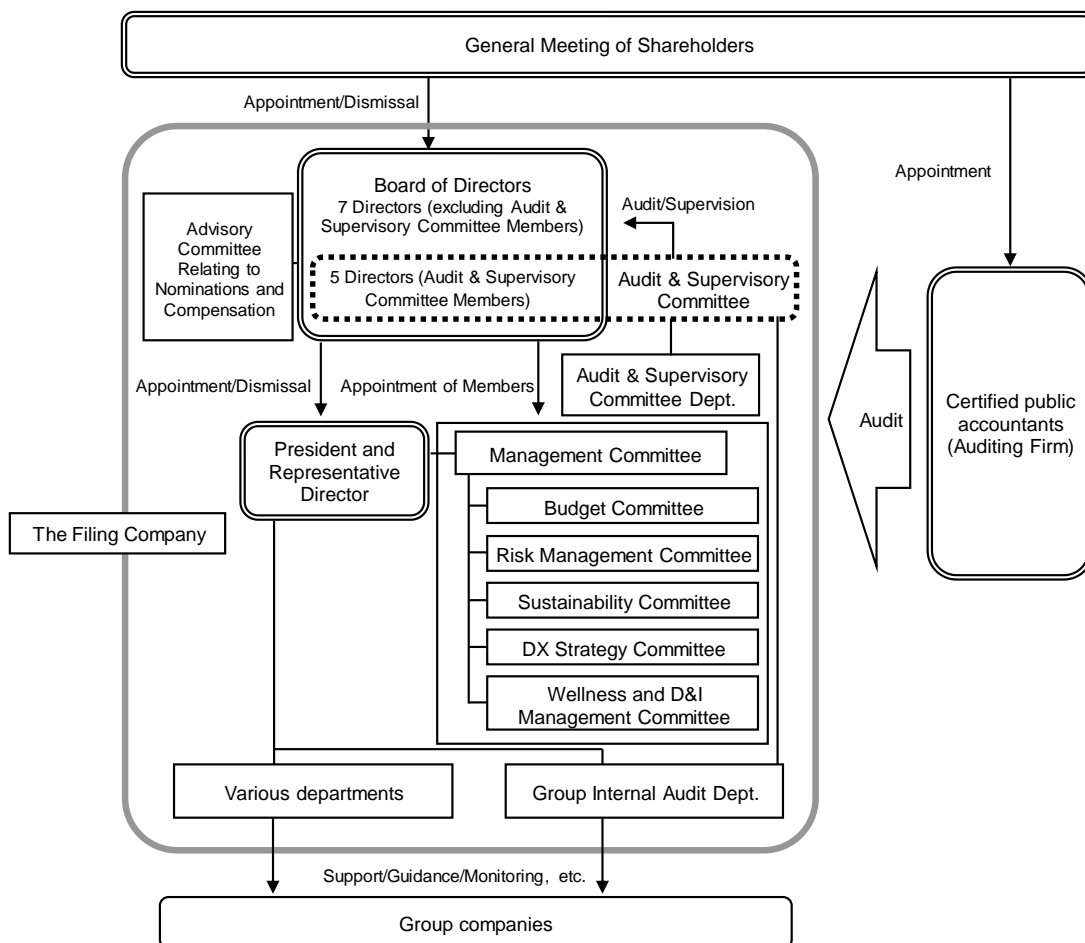 General Meeting of Shareholders
Appointment/Dismissal
Appointment
Board of Directors
7 Directors (excluding Audit &
Supervisory Committee Members)
Audit/Supervision
Advisory
Committee
Relating to
Nominations and
Compensation
5 Directors (Audit & Supervisory
Committee Members)
Audit & Supervisory
Committee
Appointment/Dismissal
Appointment of Members
Audit & Supervisory
Committee Dept.
Audit
Certified public
accountants
(Auditing Firm)
President and
Representative
Director
Management Committee
Budget Committee
The Filing Company
Risk Management Committee
Sustainability Committee
DX Strategy Committee
Wellness and D&I
Management Committee
Various departments
Group Internal Audit Dept.
Support/Guidance/Monitoring, etc.
Group companies